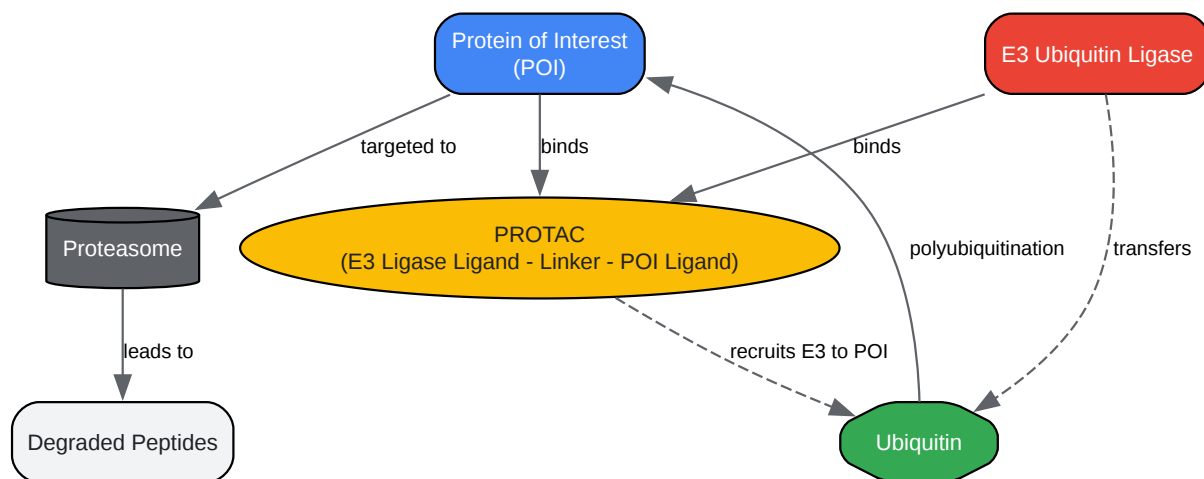 Protein of Interest
(POI)
E3 Ubiquitin Ligase
targeted to
binds
binds
Proteasome
PROTAC
(E3 Ligase Ligand - Linker - POI Ligand)
polyubiquitination
transfers
leads to
recruits E3 to POI
Degraded Peptides
Ubiquitin